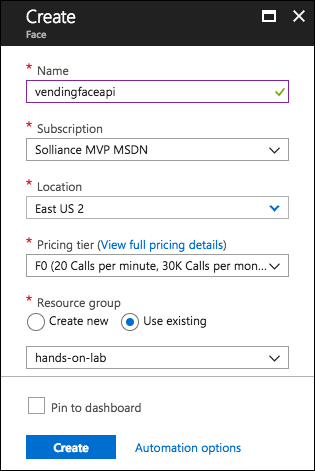 Create
Face
* Name
vendingfaceapi
* Subscription
Solliance MVP MSDN
* Location
East US 2
* Pricing tier (View full pricing details)
F0 (20 Calls per minute, 30K Calls per mon...
* Resource group
Create new Use existing
hands-on-lab
Pin to dashboard
Create Automation options